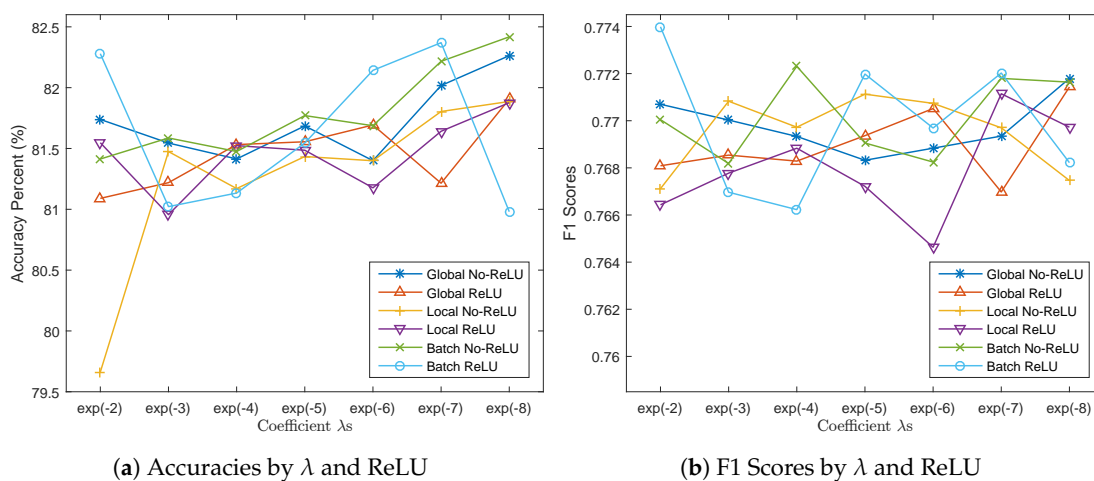 82.5
82
81.5
81
80.5
80
79.5
Accuracy Percent (%)
exp(-2) exp(-3) exp(-4) exp(-5) exp(-6) exp(-7) exp(-8)
Coefficient λs
Global No-ReLU
Global ReLU
Local No-ReLU
Local ReLU
Batch No-ReLU
Batch ReLU
(a) Accuracies by λ and ReLU
0.774
0.772
0.77
0.768
0.766
0.764
0.762
0.76
F1 Scores
exp(-2) exp(-3) exp(-4) exp(-5) exp(-6) exp(-7) exp(-8)
Coefficient λs
Global No-ReLU
Global ReLU
Local No-ReLU
Local ReLU
Batch No-ReLU
Batch ReLU
(b) F1 Scores by λ and ReLU